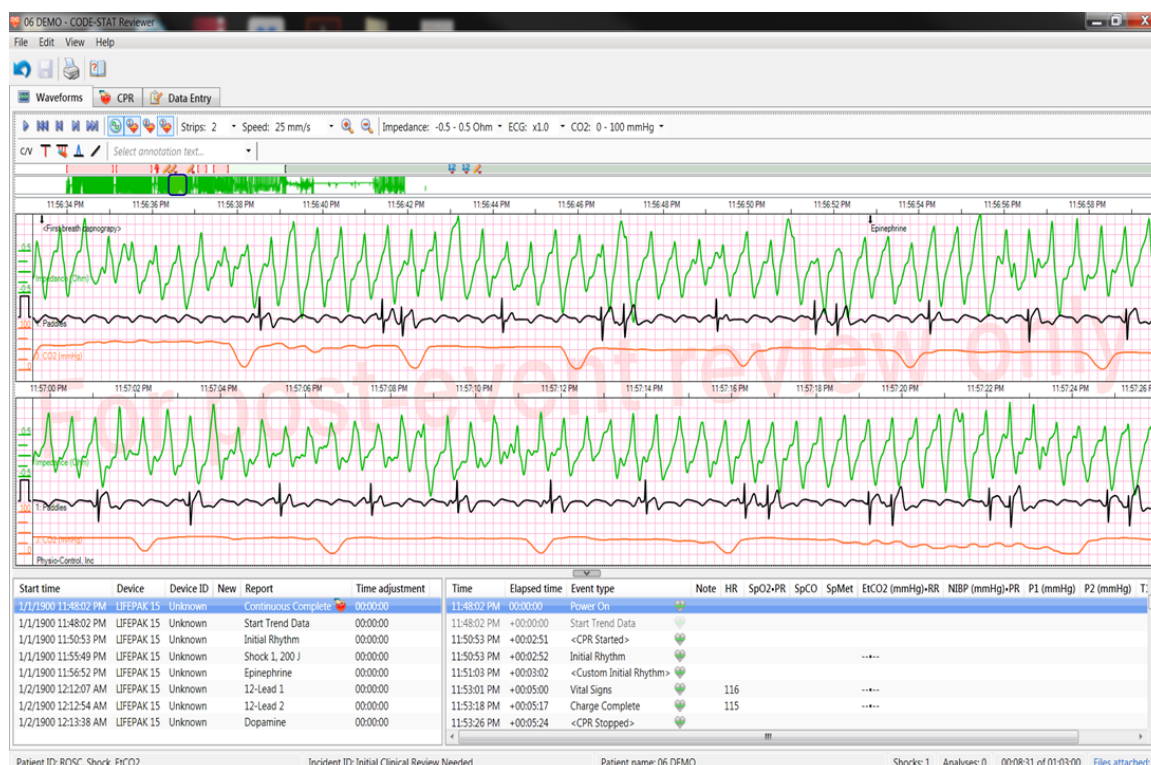 06 DEMO - CODE-STAT Reviewer
File Edit View Help
Waveforms CPR Data Entry
Strips: 2 Speed: 25 mm/s Impedance: -0.5 - 0.5 Ohm ECG: x1.0 CO2: 0 - 100 mmHg
C/V Select annotation text...
11:56:34 PM 11:56:36 PM 11:56:38 PM 11:56:40 PM 11:56:42 PM 11:56:44 PM 11:56:46 PM 11:56:48 PM 11:56:50 PM 11:56:52 PM 11:56:54 PM 11:56:56 PM 11:56:58 PM
<First breath capnograpy> Epinephrine
0.5
Impedance (Ohm)
-0.5
1: Paddles
100
3: CO2 (mmHg)
0
For post-event review only
11:57:00 PM 11:57:02 PM 11:57:04 PM 11:57:06 PM 11:57:08 PM 11:57:10 PM 11:57:12 PM 11:57:14 PM 11:57:16 PM 11:57:18 PM 11:57:20 PM 11:57:22 PM 11:57:24 PM 11:57:26 P
0.5
Impedance (Ohm)
-0.5
1: Paddles
100
3: CO2 (mmHg)
0
Physio-Control, Inc
Start time Device Device ID New Report Time adjustment
1/1/1900 11:48:02 PM LIFEPAK 15 Unknown Continuous Complete 00:00:00
1/1/1900 11:48:02 PM LIFEPAK 15 Unknown Start Trend Data 00:00:00
1/1/1900 11:50:53 PM LIFEPAK 15 Unknown Initial Rhythm 00:00:00
1/1/1900 11:55:49 PM LIFEPAK 15 Unknown Shock 1, 200 J 00:00:00
1/1/1900 11:56:52 PM LIFEPAK 15 Unknown Epinephrine 00:00:00
1/2/1900 12:12:07 AM LIFEPAK 15 Unknown 12-Lead 1 00:00:00
1/2/1900 12:12:54 AM LIFEPAK 15 Unknown 12-Lead 2 00:00:00
1/2/1900 12:13:38 AM LIFEPAK 15 Unknown Dopamine 00:00:00
Time Elapsed time Event type Note HR SpO2•PR SpCO SpMet EtCO2 (mmHg)•RR NIBP (mmHg)•PR P1 (mmHg) P2 (mmHg)
11:48:02 PM 00:00:00 Power On
11:48:02 PM +00:00:00 Start Trend Data
11:50:53 PM +00:02:51 <CPR Started>
11:50:53 PM +00:02:52 Initial Rhythm --•--
11:51:03 PM +00:03:02 <Custom Initial Rhythm>
11:53:01 PM +00:05:00 Vital Signs 116 --•--
11:53:18 PM +00:05:17 Charge Complete 115 --•--
11:53:26 PM +00:05:24 <CPR Stopped>
Patient ID: ROSC, Shock, EtCO2 Incident ID: Initial Clinical Review Needed Patient name: 06 DEMO Shocks: 1 Analyses: 0 00:08:31 of 01:03:00 Files attached: